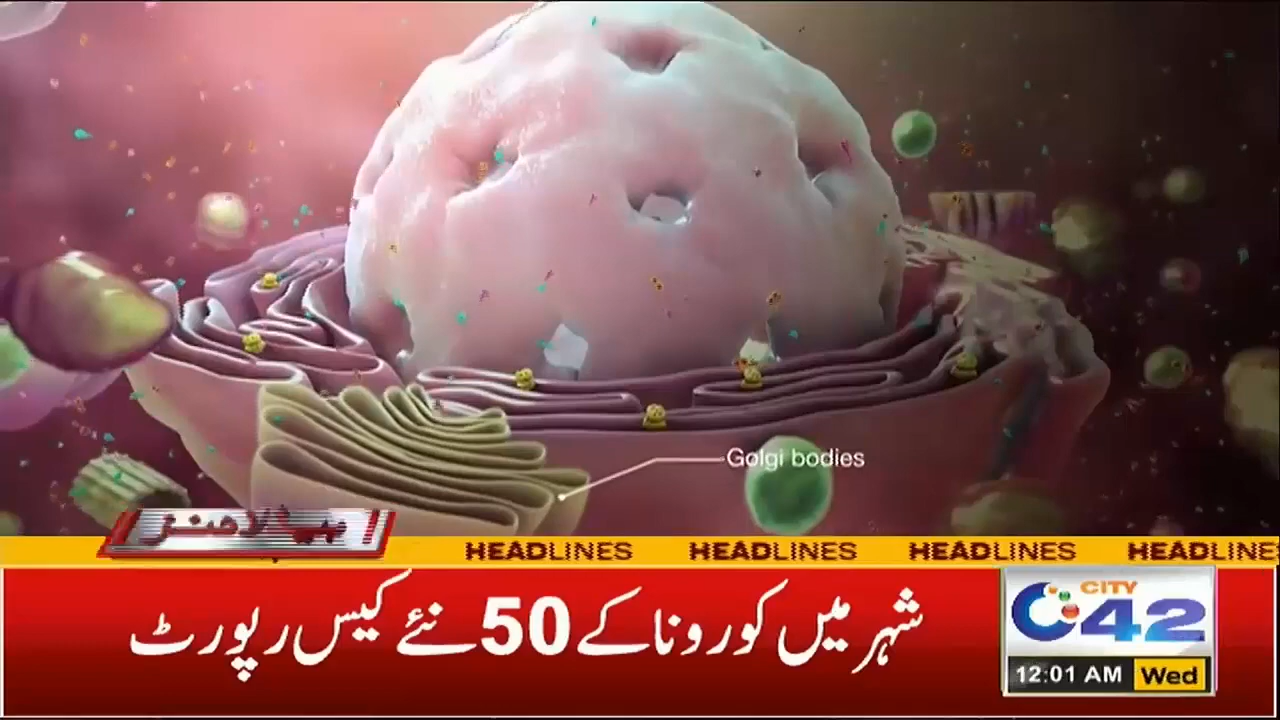 Golgi bodies
ہیڈلائنز
HEADLINES HEADLINES HEADLINES HEADLINE
شہر میں کورونا کے 50 نئے کیس رپورٹ
CITY
42
12:01 AM Wed